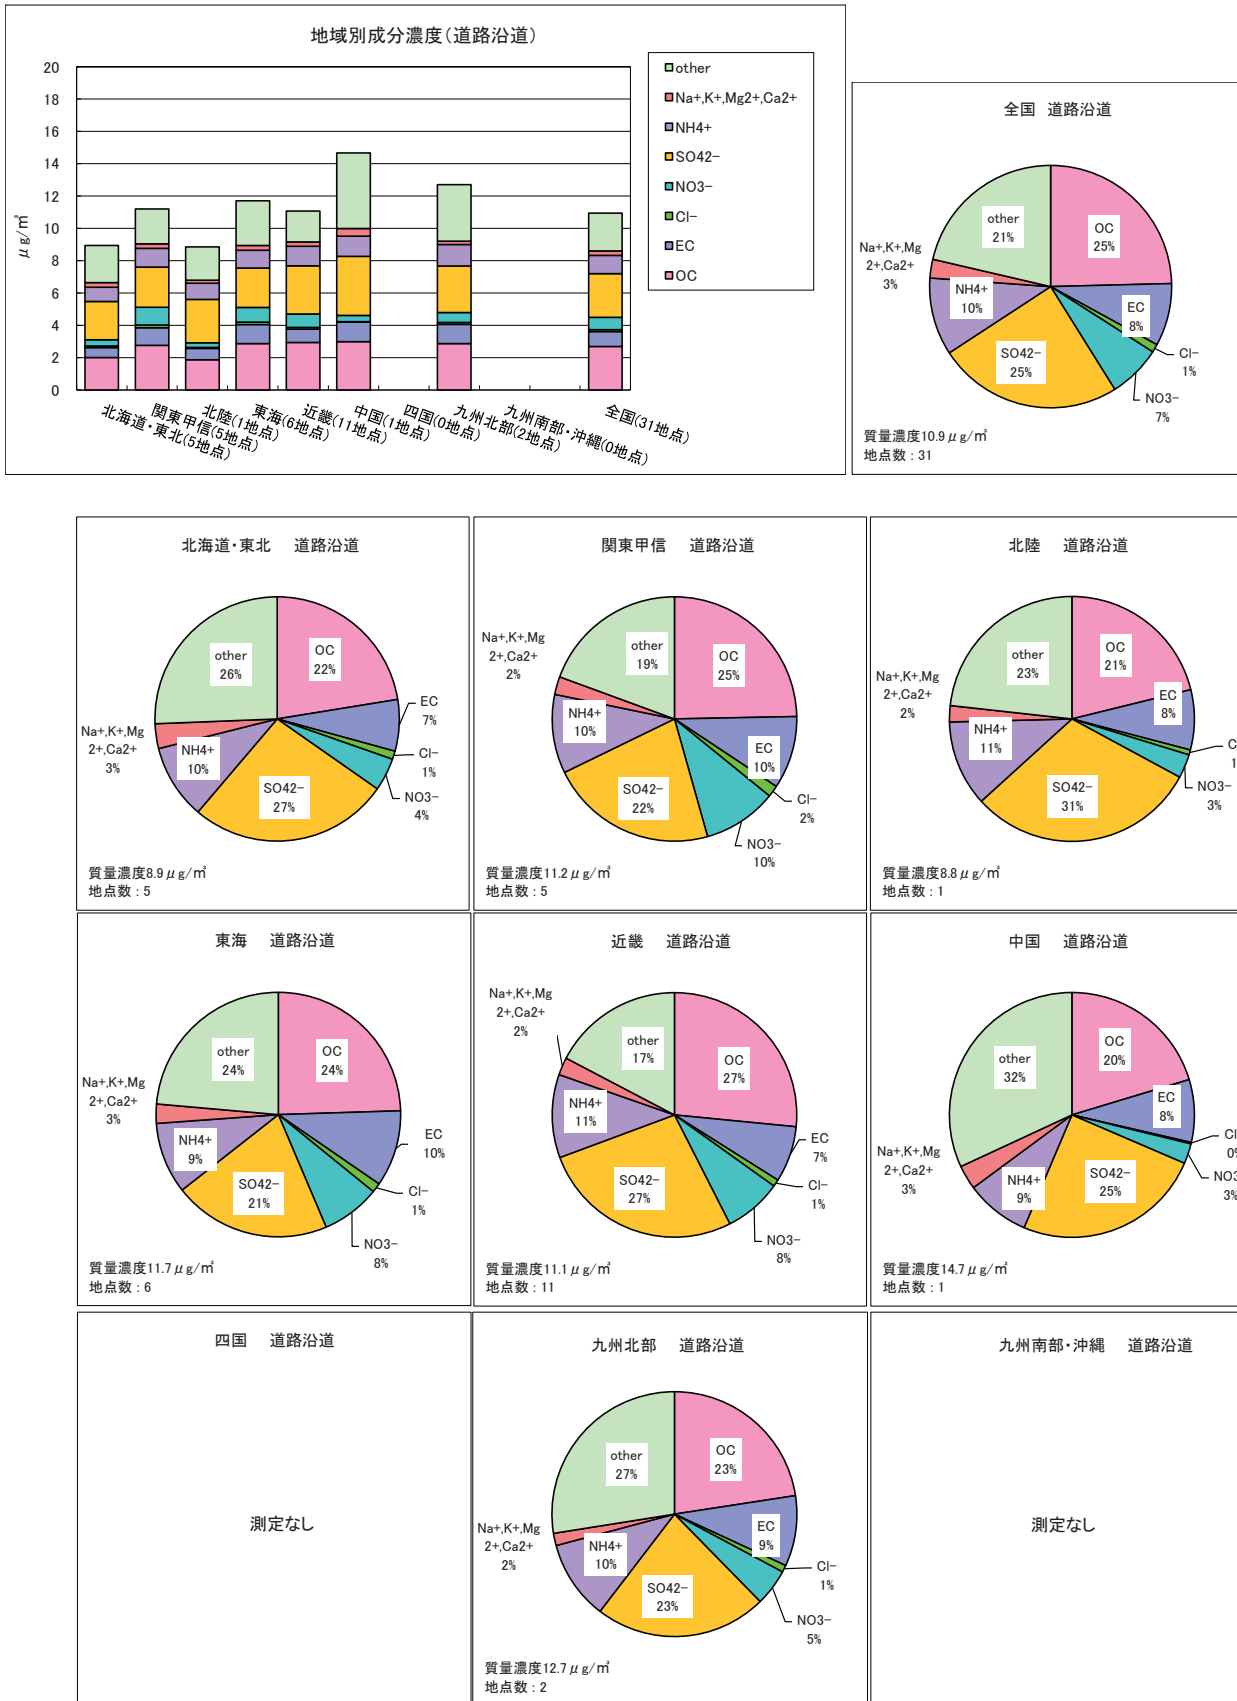 地域別成分濃度(道路沿道)
20
18
16
14
12
10
8
6
4
2
0
μg/㎥
北海道・東北(5地点)
関東甲信(5地点)
北陸(1地点)
東海(6地点)
近畿(11地点)
中国(1地点)
四国(0地点)
九州北部(2地点)
九州南部・沖縄(0地点)
全国(31地点)
other
Na+,K+,Mg2+,Ca2+
NH4+
SO42-
NO3-
Cl-
EC
OC
全国 道路沿道
other
21%
OC
25%
Na+,K+,Mg
2+,Ca2+
3%
NH4+
10%
EC
8%
SO42-
25%
Cl-
1%
NO3-
7%
質量濃度10.9μg/㎥
地点数:31
北海道・東北 道路沿道
other
26%
OC
22%
EC
7%
Na+,K+,Mg
2+,Ca2+
3%
NH4+
10%
Cl-
1%
SO42-
27%
NO3-
4%
質量濃度8.9μg/㎥
地点数:5
関東甲信 道路沿道
Na+,K+,Mg
2+,Ca2+
2%
other
19%
OC
25%
NH4+
10%
EC
10%
SO42-
22%
Cl-
2%
NO3-
10%
質量濃度11.2μg/㎥
地点数:5
北陸 道路沿道
other
23%
OC
21%
Na+,K+,Mg
2+,Ca2+
2%
EC
8%
NH4+
11%
C
1
SO42-
31%
NO3-
3%
質量濃度8.8μg/㎥
地点数:1
東海 道路沿道
other
24%
OC
24%
Na+,K+,Mg
2+,Ca2+
3%
EC
10%
NH4+
9%
SO42-
21%
Cl-
1%
NO3-
8%
質量濃度11.7μg/㎥
地点数:6
近畿 道路沿道
Na+,K+,Mg
2+,Ca2+
2%
other
17%
OC
27%
NH4+
11%
EC
7%
SO42-
27%
Cl-
1%
NO3-
8%
質量濃度11.1μg/㎥
地点数:11
中国 道路沿道
other
32%
OC
20%
EC
8%
Na+,K+,Mg
2+,Ca2+
3%
NH4+
9%
SO42-
25%
Cl
0%
NO3-
3%
質量濃度14.7μg/㎥
地点数:1
四国 道路沿道
測定なし
九州北部 道路沿道
other
27%
OC
23%
Na+,K+,Mg
2+,Ca2+
2%
NH4+
10%
EC
9%
SO42-
23%
Cl-
1%
NO3-
5%
質量濃度12.7μg/㎥
地点数:2
九州南部・沖縄 道路沿道
測定なし